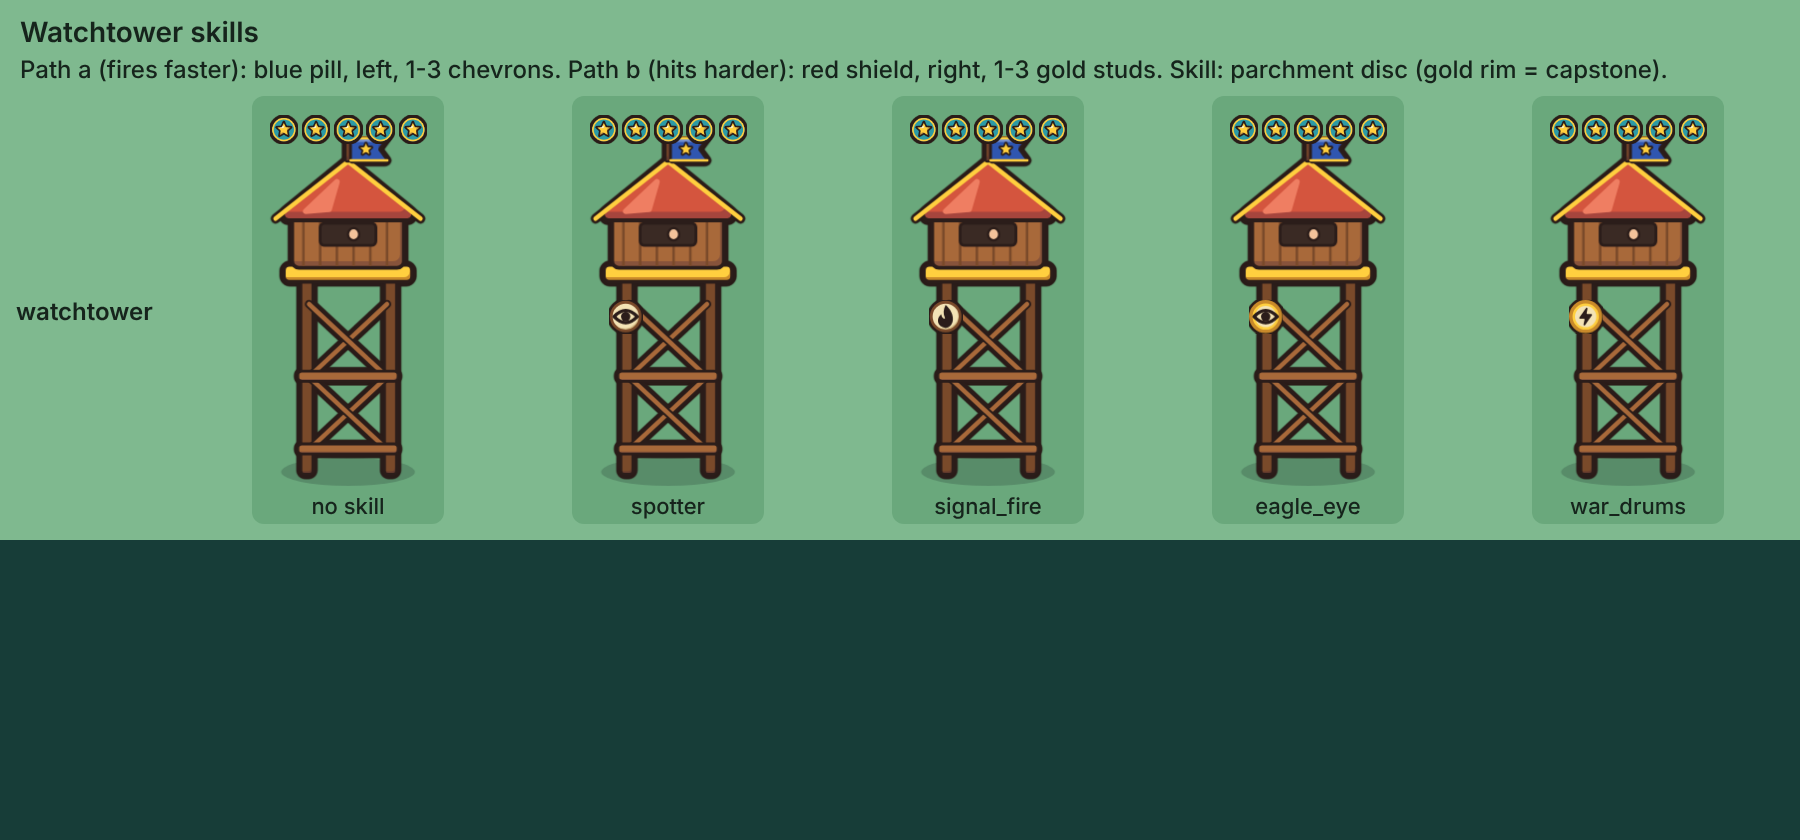 Watchtower skills
Path a (fires faster): blue pill, left, 1-3 chevrons. Path b (hits harder): red shield, right, 1-3 gold studs. Skill: parchment disc (gold rim = capstone).
watchtower
no skill
spotter
signal_fire
eagle_eye
war_drums